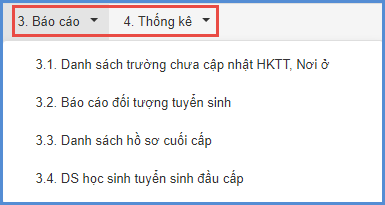 3. Báo cáo 4. Thống kê
3.1. Danh sách trường chưa cập nhật HKTT, Nơi ở
3.2. Báo cáo đối tượng tuyển sinh
3.3. Danh sách hồ sơ cuối cấp
3.4. DS học sinh tuyển sinh đầu cấp